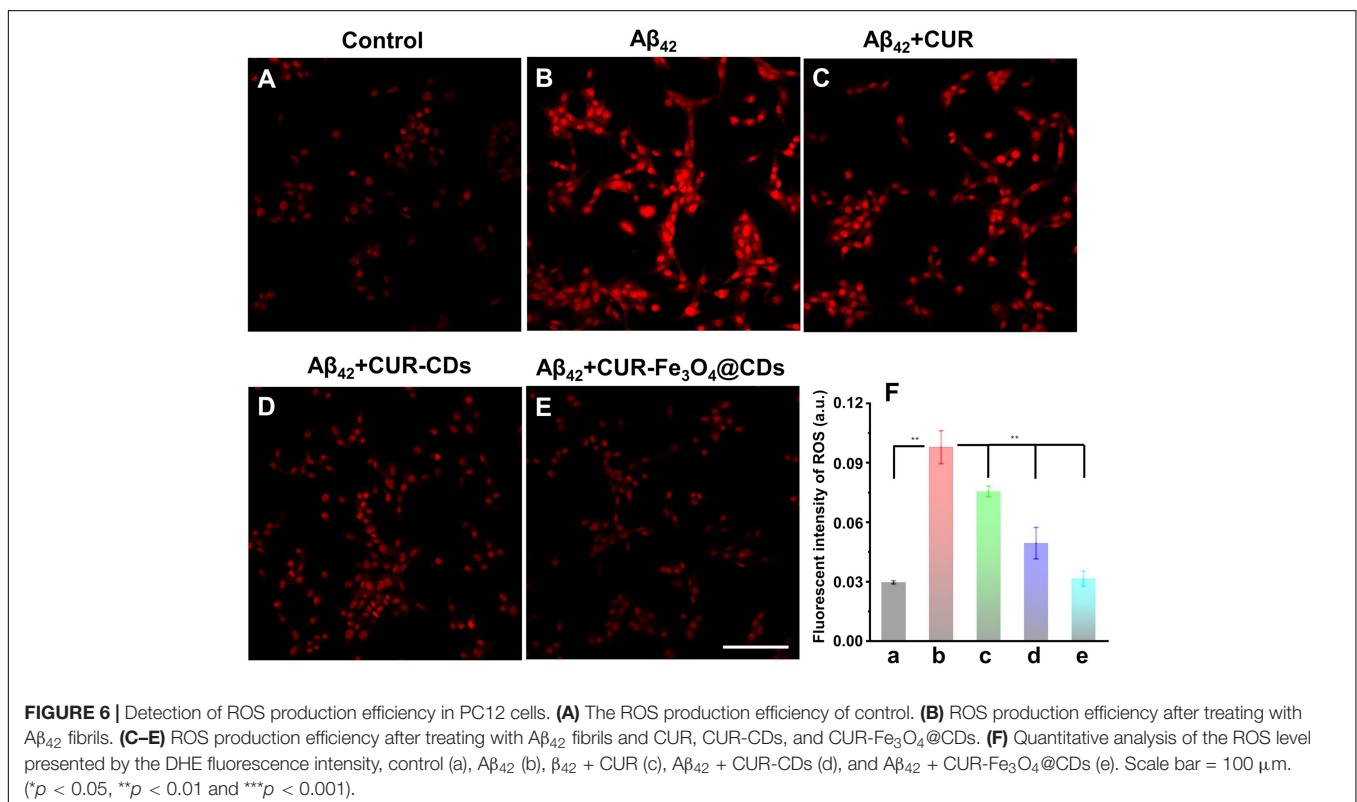 Control
Aβ₄₂
Aβ₄₂+CUR
A
B
C
Aβ₄₂+CUR-CDs
Aβ₄₂+CUR-Fe₃O₄@CDs
D
E
F
Fluorescent intensity of ROS (a.u.)
0.12
0.09
0.06
0.03
0.00
**
**
a b c d e
FIGURE 6 | Detection of ROS production efficiency in PC12 cells. (A) The ROS production efficiency of control. (B) ROS production efficiency after treating with
Aβ₄₂ fibrils. (C–E) ROS production efficiency after treating with Aβ₄₂ fibrils and CUR, CUR-CDs, and CUR-Fe₃O₄@CDs. (F) Quantitative analysis of the ROS level
presented by the DHE fluorescence intensity, control (a), Aβ₄₂ (b), β₄₂ + CUR (c), Aβ₄₂ + CUR-CDs (d), and Aβ₄₂ + CUR-Fe₃O₄@CDs (e). Scale bar = 100 μm.
(*p < 0.05, **p < 0.01 and ***p < 0.001).